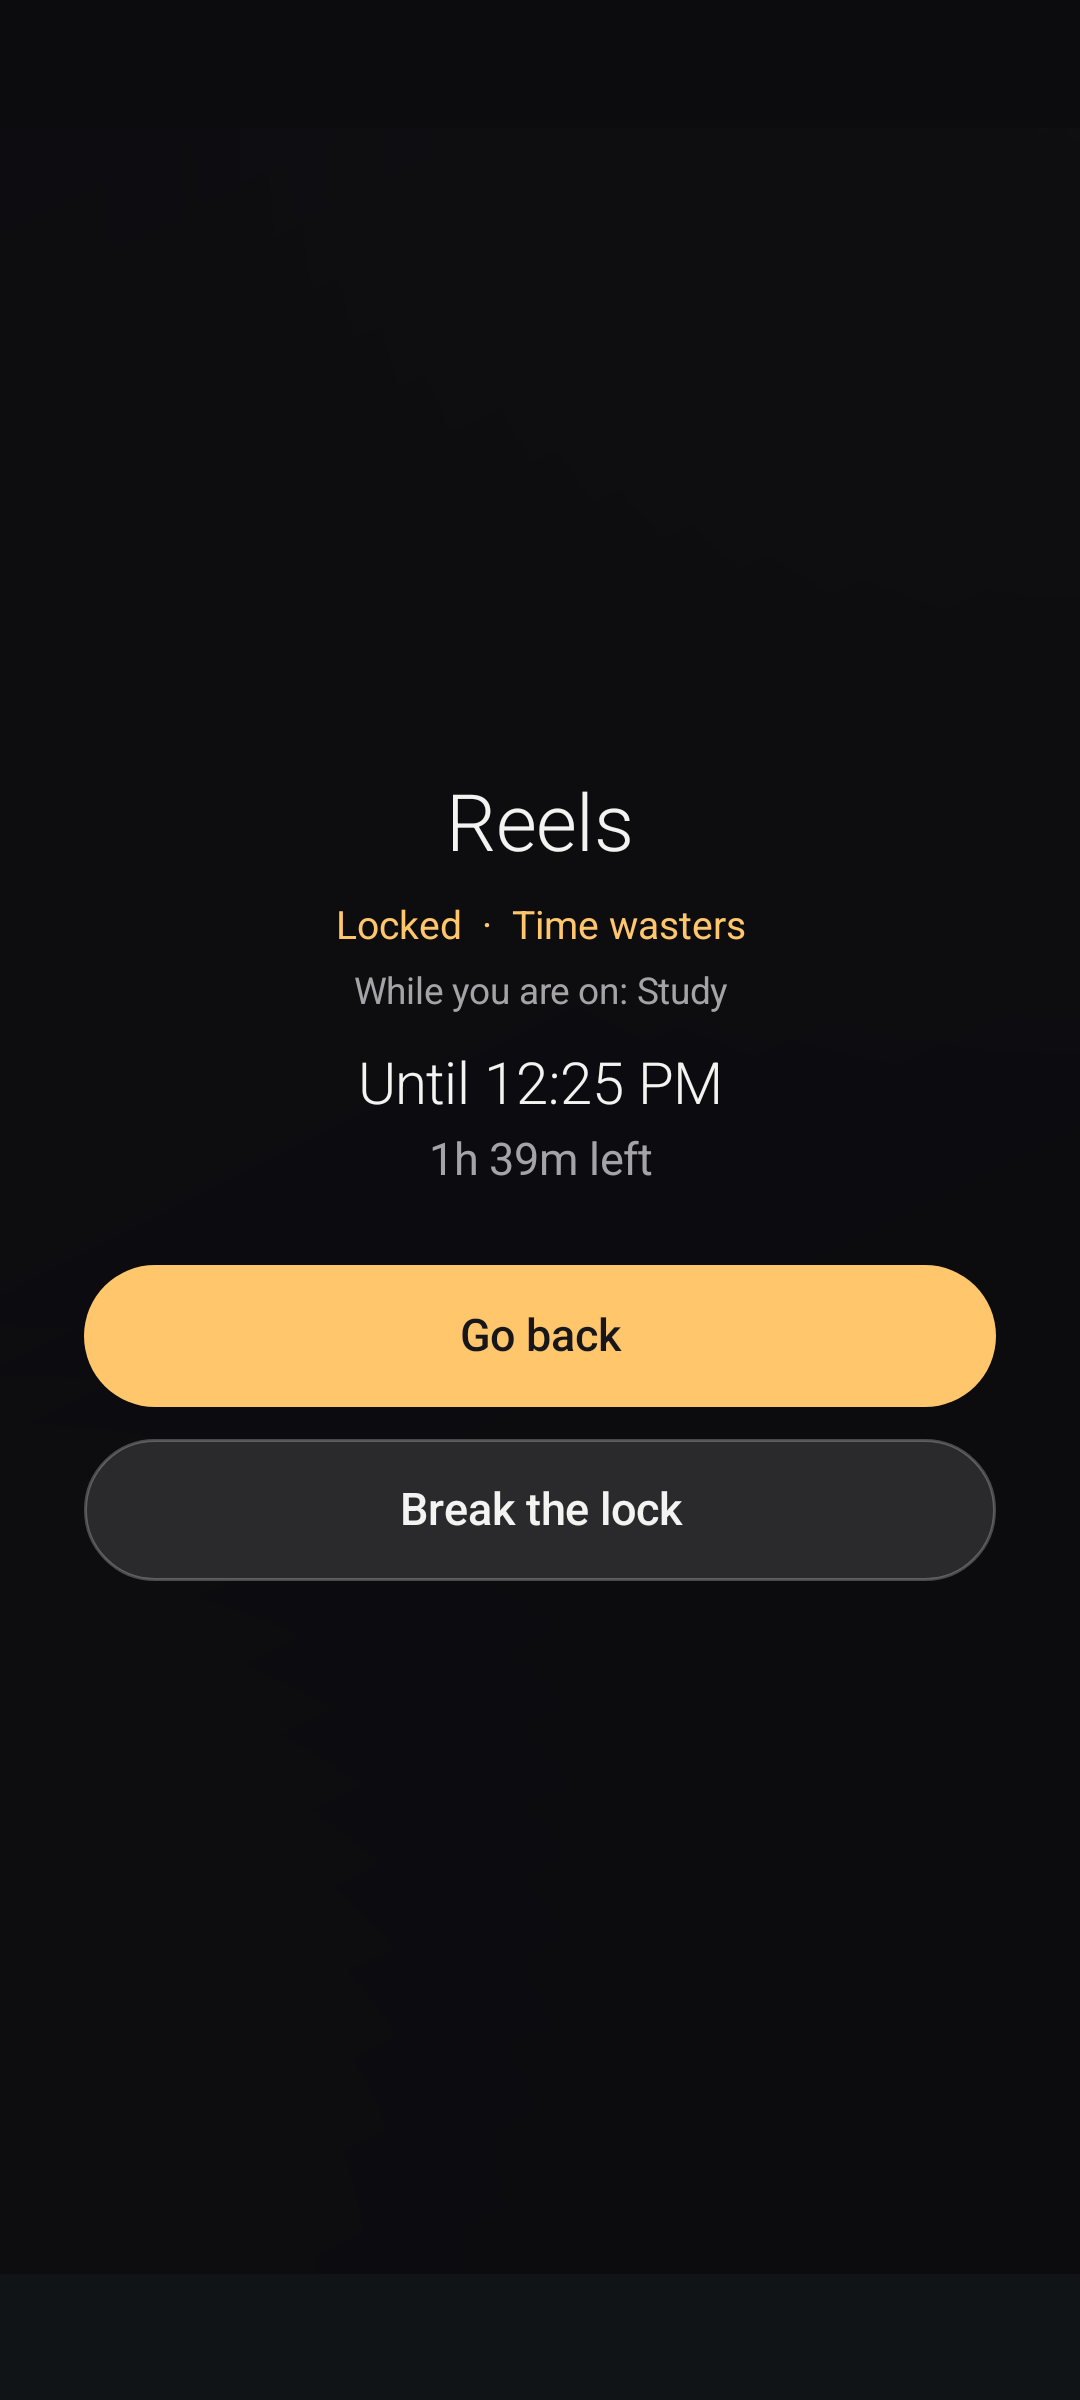 Reels
Locked · Time wasters
While you are on: Study
Until 12:25 PM
1h 39m left
Go back
Break the lock